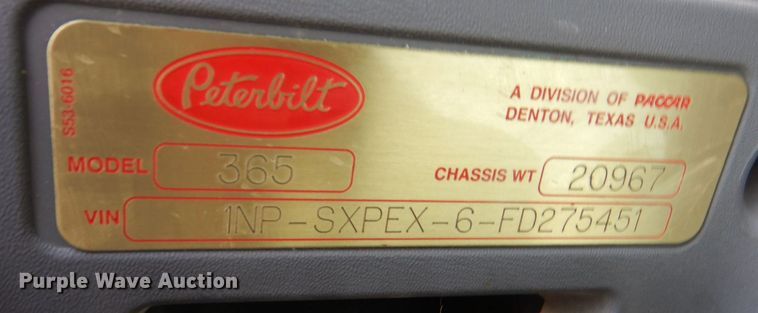 S53-6016
Peterbilt
A DIVISION OF PACCAR
DENTON, TEXAS U.S.A.
MODEL 365
CHASSIS WT 20967
VIN 1NP-SXPEX-6-FD275451
Purple Wave Auction